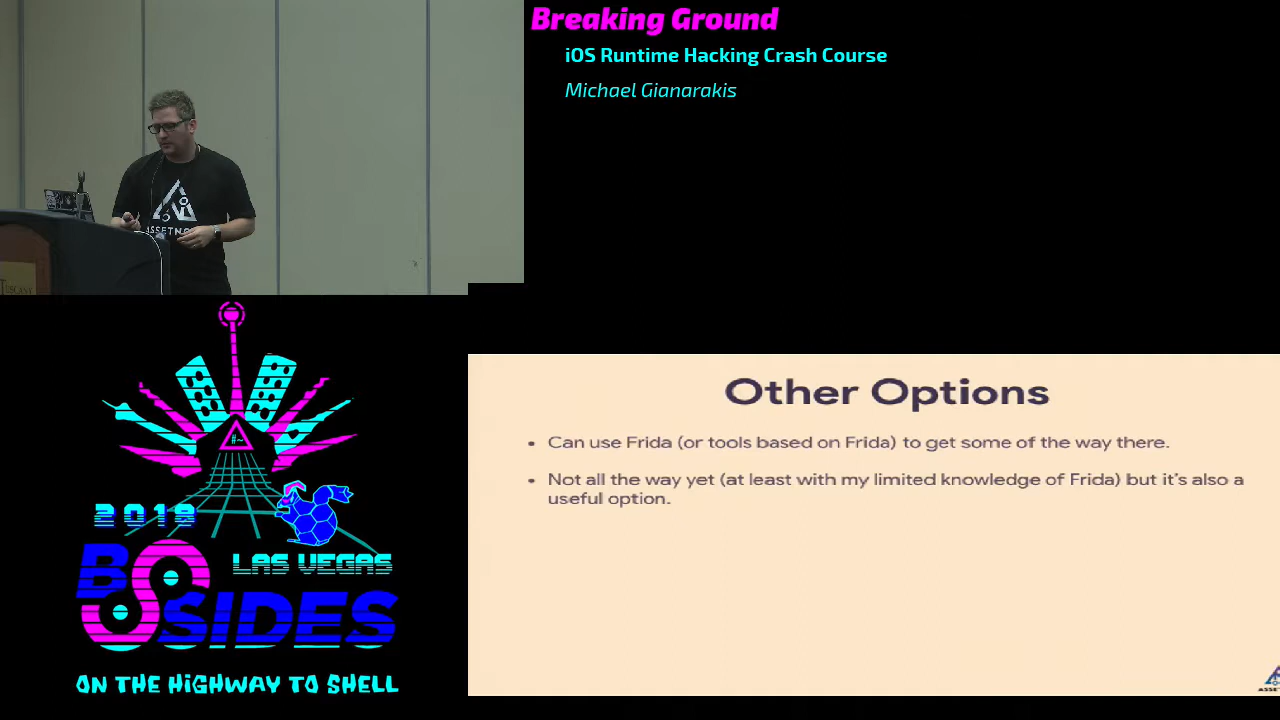 Breaking Ground
iOS Runtime Hacking Crash Course
Michael Gianarakis
TUSCANY
#~
2019
LAS VEGAS
BSIDES
ON THE HIGHWAY TO SHELL
Other Options
• Can use Frida (or tools based on Frida) to get some of the way there.
• Not all the way yet (at least with my limited knowledge of Frida) but it's also a
useful option.